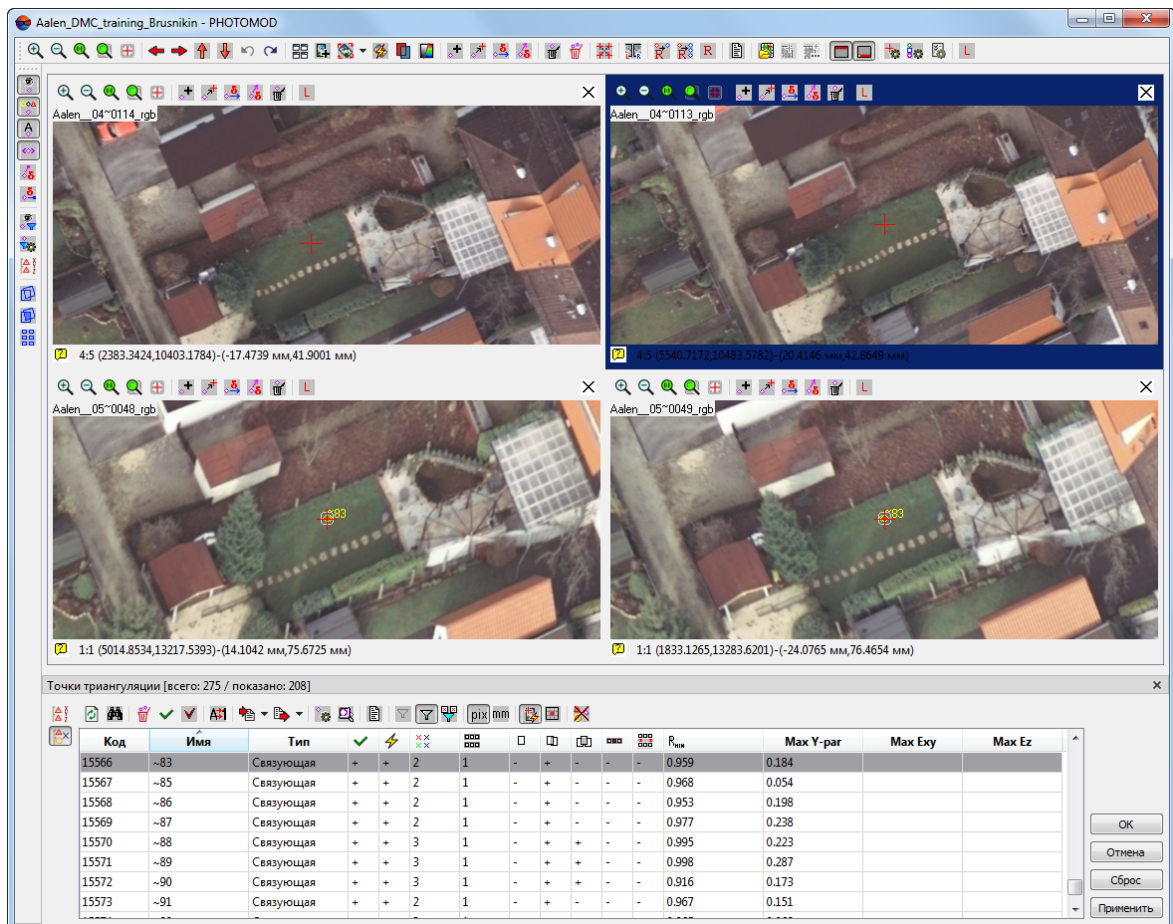 Aalen_DMC_training_Brusnikin - PHOTOMOD
Aalen__04~0114_rgb
4:5 (2383.3424,10403.1784)-(-17.4739 мм,41.9001 мм)
Aalen__04~0113_rgb
4:5 (5540.7172,10483.5782)-(20.4146 мм,42.8649 мм)
Aalen__05~0048_rgb
~83
1:1 (5014.8534,13217.5393)-(14.1042 мм,75.6725 мм)
Aalen__05~0049_rgb
~83
1:1 (1833.1265,13283.6201)-(-24.0765 мм,76.4654 мм)
Точки триангуляции [всего: 275 / показано: 208]
pix mm
Код Имя Тип Rмин Max Y-par Max Exy Max Ez
15566 ~83 Связующая + + 2 1 - + - - - 0.959 0.184
15567 ~85 Связующая + + 2 1 - + - - - 0.968 0.054
15568 ~86 Связующая + + 2 1 - + - - - 0.953 0.198
15569 ~87 Связующая + + 2 1 - + - - - 0.977 0.238
15570 ~88 Связующая + + 3 1 - + + - - 0.995 0.223
15571 ~89 Связующая + + 3 1 - + + - - 0.998 0.287
15572 ~90 Связующая + + 3 1 - + + - - 0.916 0.173
15573 ~91 Связующая + + 2 1 - + - - - 0.967 0.151
OK
Отмена
Сброс
Применить